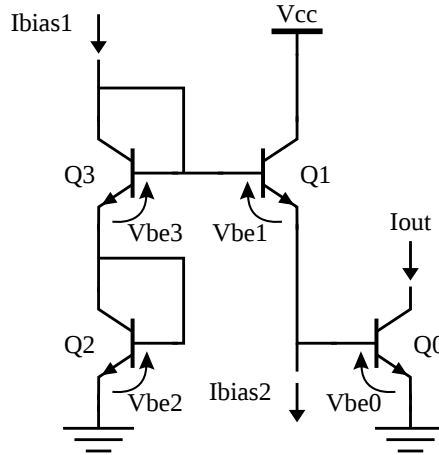 Ibias1
Vcc
Q3
Q1
Vbe3
Vbe1
Iout
Q2
Q0
Vbe2
Ibias2
Vbe0